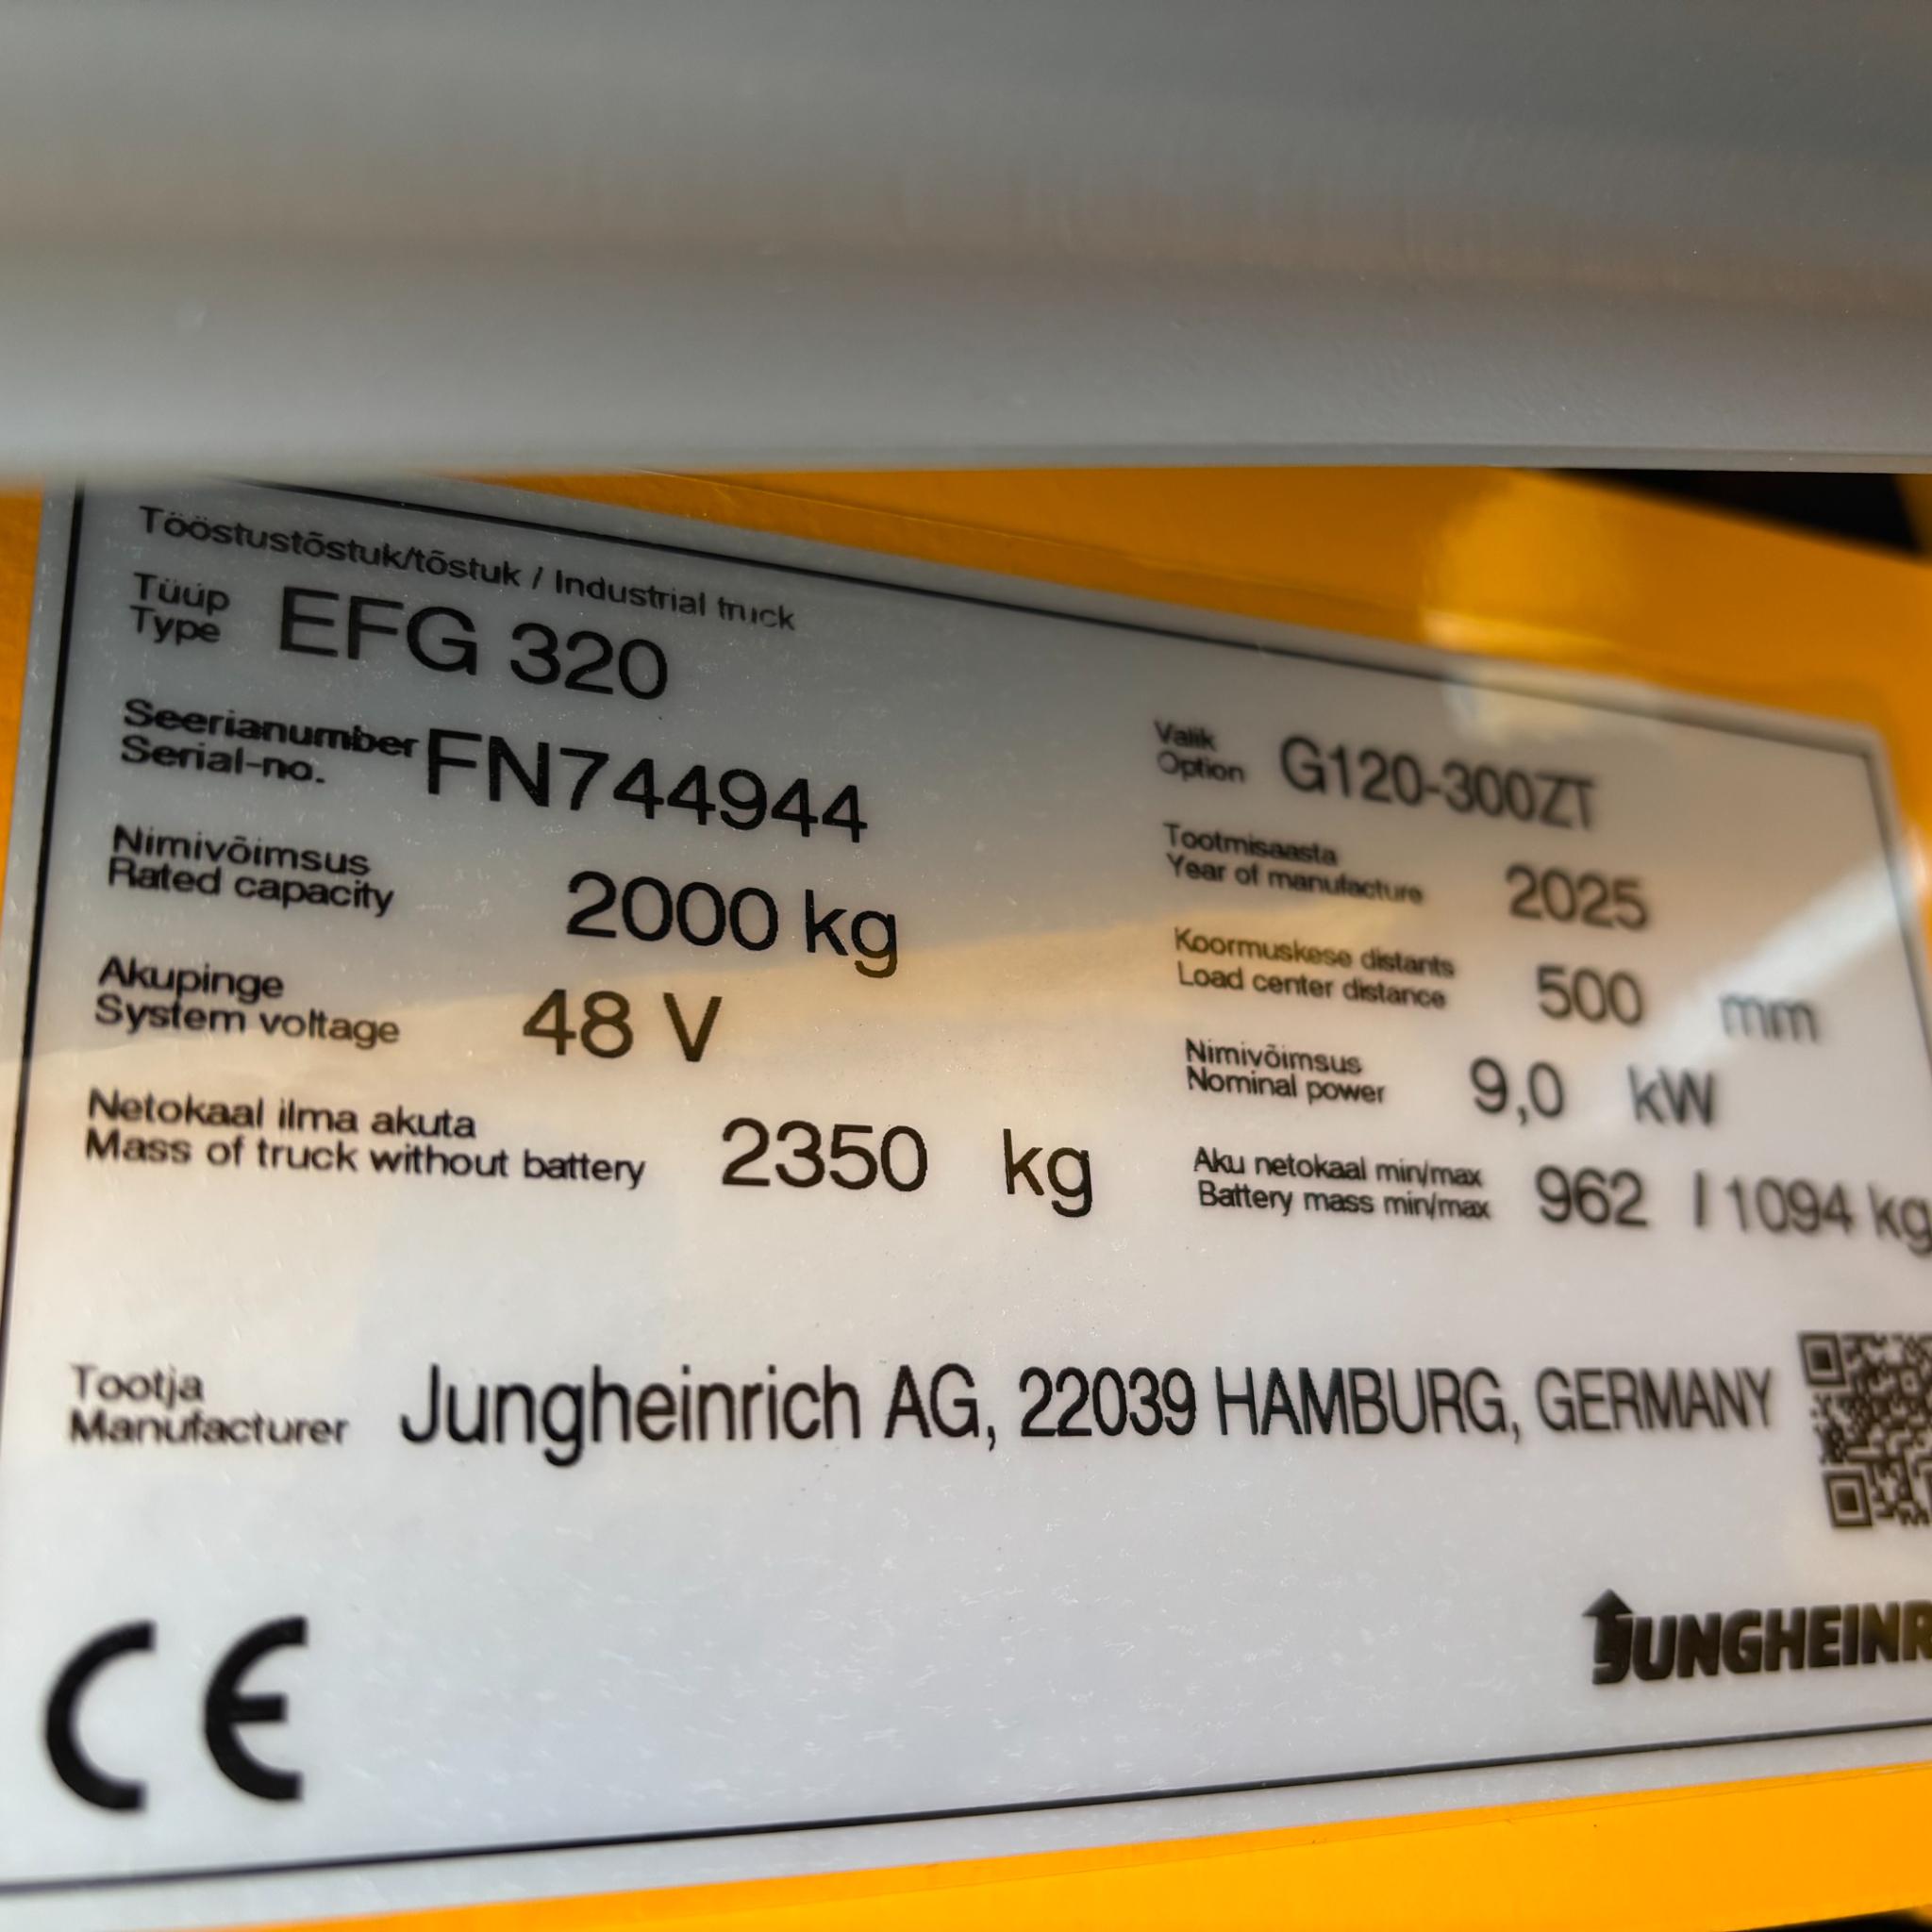 Tööstustõstuk/tõstuk / Industrial truck
Tüüp
Type EFG 320
Seerianumber
Serial-no. FN744944
Valik
Option G120-300ZT
Nimivõimsus
Rated capacity 2000 kg
Tootmisaasta
Year of manufacture 2025
Akupinge
System voltage 48 V
Koormuskese distants
Load center distance 500 mm
Netokaal ilma akuta
Mass of truck without battery 2350 kg
Nimivõimsus
Nominal power 9,0 kW
Aku netokaal min/max
Battery mass min/max 962 / 1094 kg
Tootja
Manufacturer Jungheinrich AG, 22039 HAMBURG, GERMANY
CE
JUNGHEINR